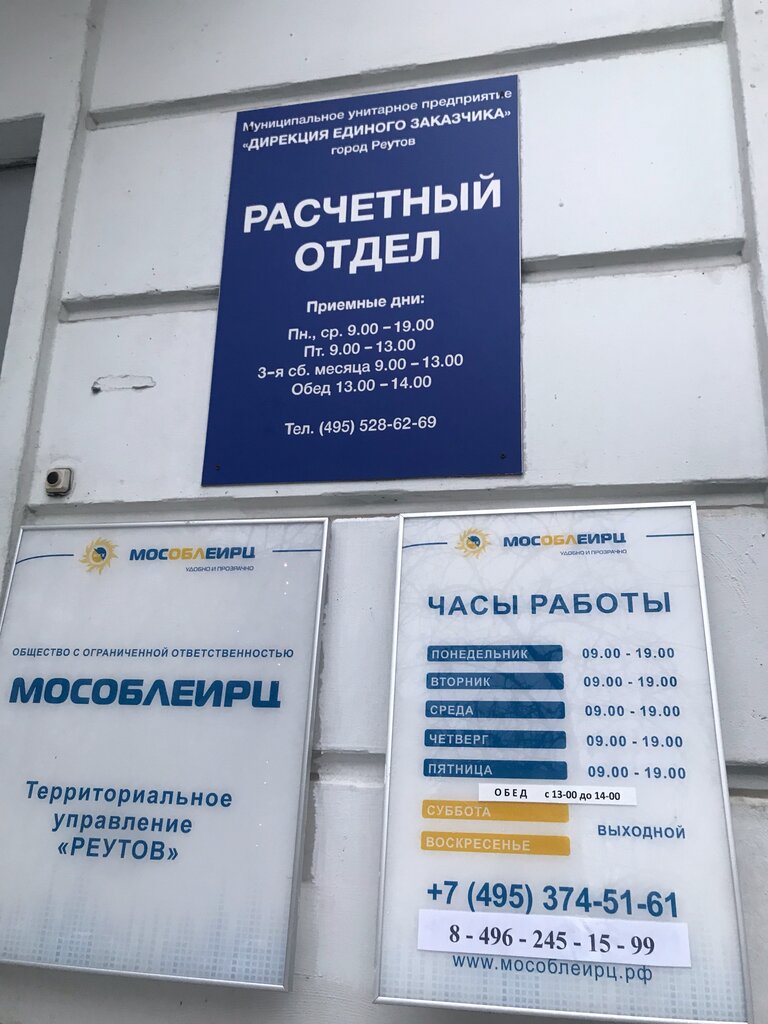 Муниципальное унитарное предприятие
«ДИРЕКЦИЯ ЕДИНОГО ЗАКАЗЧИКА»
город Реутов
РАСЧЕТНЫЙ
ОТДЕЛ
Приемные дни:
Пн., ср. 9.00 – 19.00
Пт. 9.00 – 13.00
3-я сб. месяца 9.00 – 13.00
Обед 13.00 – 14.00
Тел. (495) 528-62-69
МОСОБЛЕИРЦ
УДОБНО И ПРОЗРАЧНО
ОБЩЕСТВО С ОГРАНИЧЕННОЙ ОТВЕТСТВЕННОСТЬЮ
МОСОБЛЕИРЦ
Территориальное
управление
«РЕУТОВ»
МОСОБЛЕИРЦ
УДОБНО И ПРОЗРАЧНО
ЧАСЫ РАБОТЫ
ПОНЕДЕЛЬНИК 09.00 - 19.00
ВТОРНИК 09.00 - 19.00
СРЕДА 09.00 - 19.00
ЧЕТВЕРГ 09.00 - 19.00
ПЯТНИЦА 09.00 - 19.00
ОБЕД с 13-00 до 14-00
СУББОТА
ВЫХОДНОЙ
ВОСКРЕСЕНЬЕ
+7 (495) 374-51-61
8 - 496 - 245 - 15 - 99
www.мособлеирц.рф